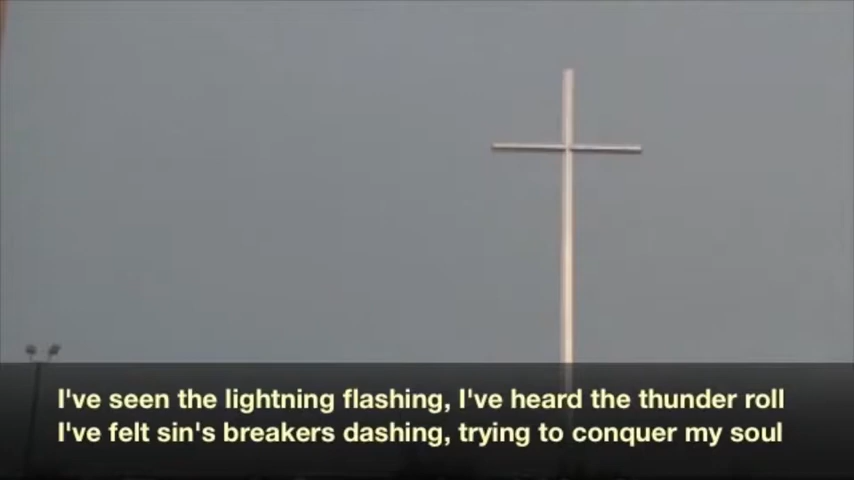 I've seen the lightning flashing, I've heard the thunder roll
I've felt sin's breakers dashing, trying to conquer my soul